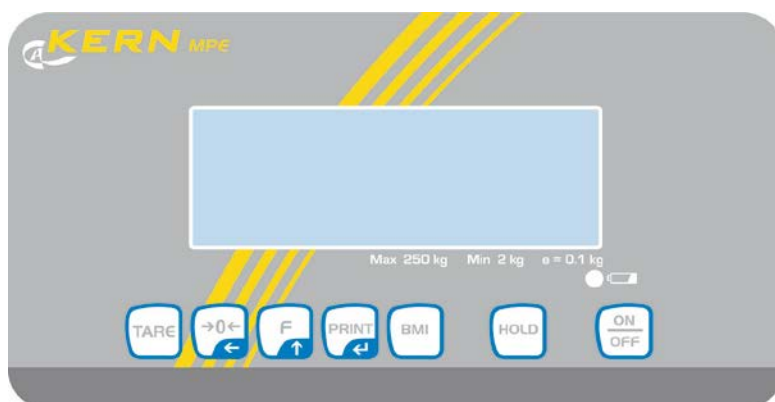 KERN MPE
Max 250 kg Min 2 kg e = 0.1 kg
TARE →0← F PRINT BMI HOLD ON
OFF